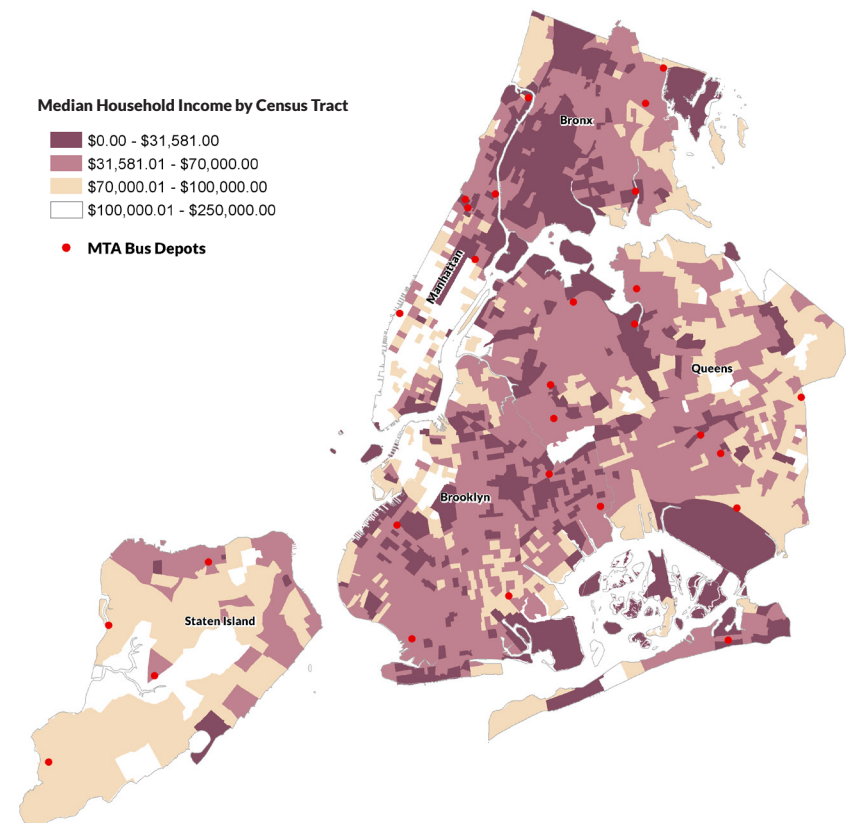 Median Household Income by Census Tract
$0.00 - $31,581.00
$31,581.01 - $70,000.00
$70,000.01 - $100,000.00
$100,000.01 - $250,000.00
MTA Bus Depots
Bronx
Manhattan
Queens
Brooklyn
Staten Island